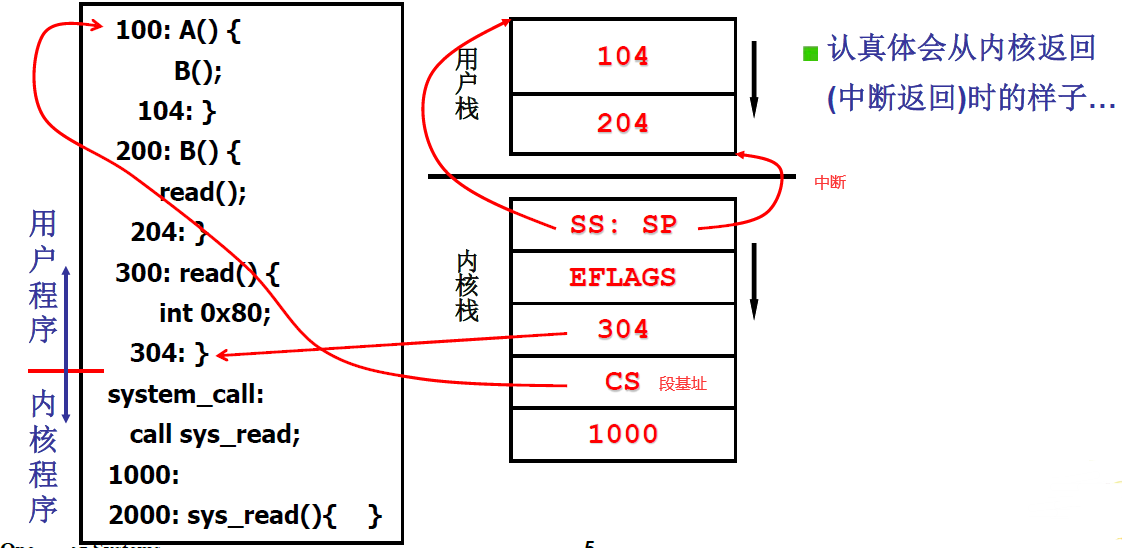 100: A() {
B();
104: }
200: B() {
read();
204: }
300: read() {
int 0x80;
304: }
system_call:
call sys_read;
1000:
2000: sys_read(){ }
用户程序
内核程序
用户栈
104
204
中断
内核栈
SS: SP
EFLAGS
304
CS 段基址
1000
认真体会从内核返回
(中断返回)时的样子…
5